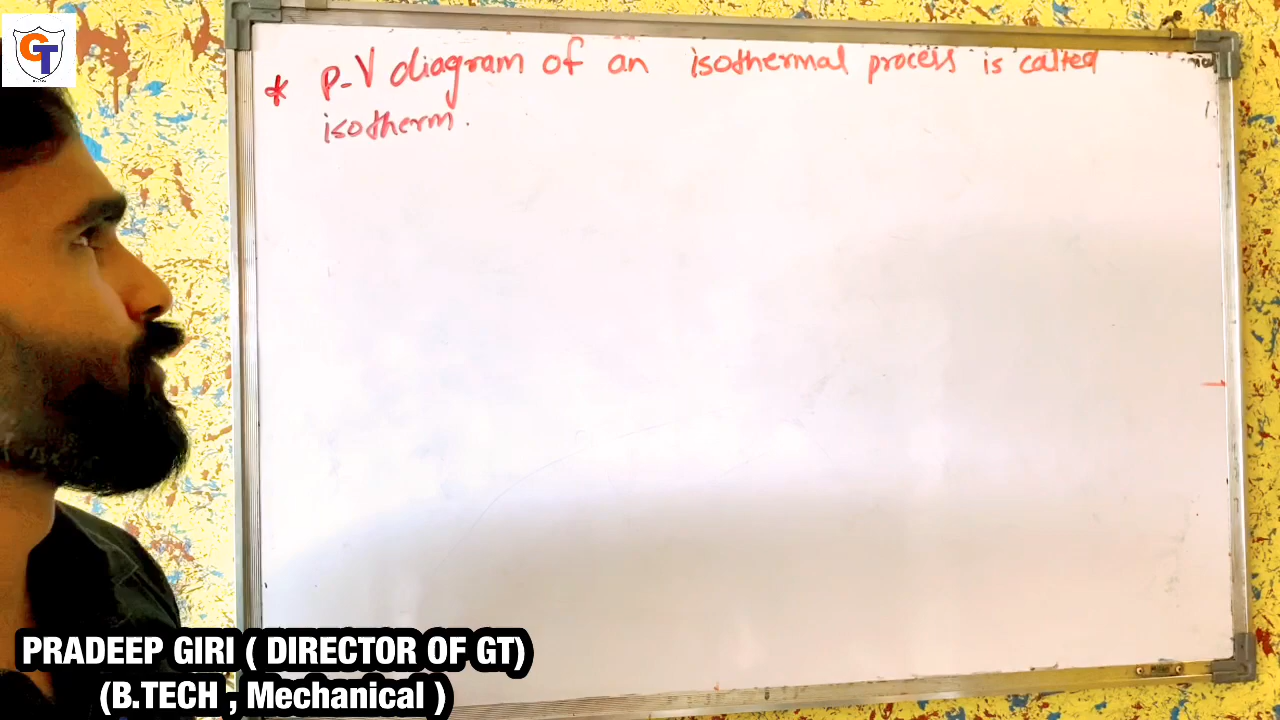 GT
* P-V diagram of an isothermal process is called
isotherm.
PRADEEP GIRI ( DIRECTOR OF GT)
(B.TECH , Mechanical )